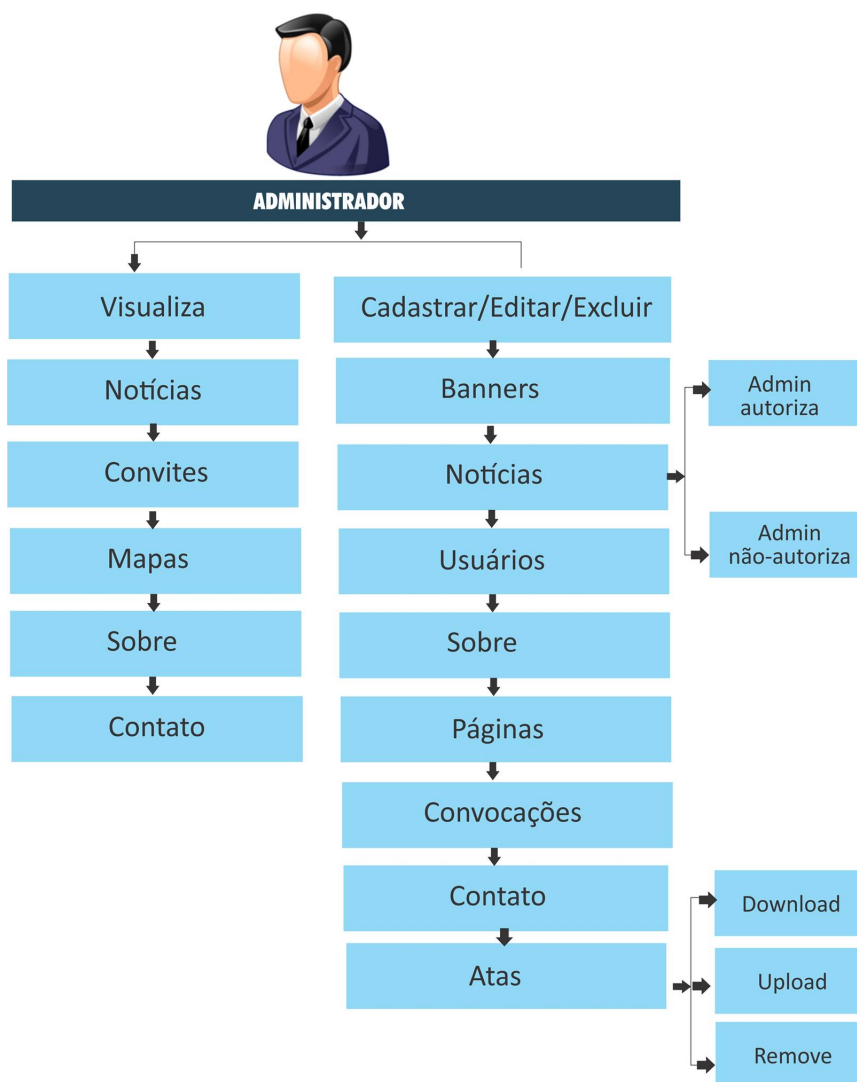 ADMINISTRADOR
Visualiza
Notícias
Convites
Mapas
Sobre
Contato
Cadastrar/Editar/Excluir
Banners
Notícias
Admin
autoriza
Admin
não-autoriza
Usuários
Sobre
Páginas
Convocações
Contato
Atas
Download
Upload
Remove